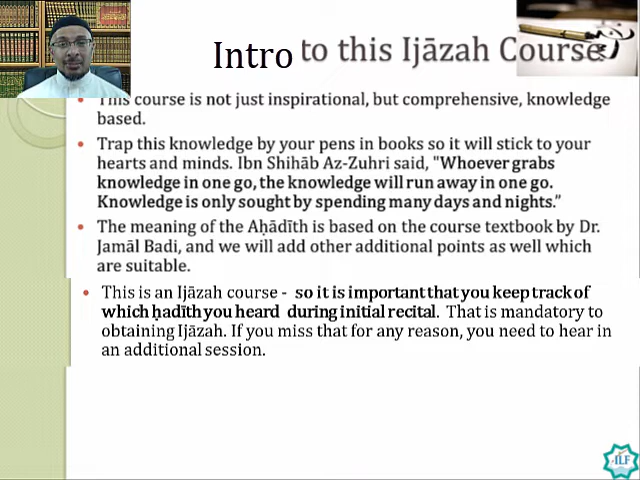 Intro to this Ijāzah Course
• This course is not just inspirational, but comprehensive, knowledge
based.
• Trap this knowledge by your pens in books so it will stick to your
hearts and minds. Ibn Shihāb Az-Zuhri said, "Whoever grabs
knowledge in one go, the knowledge will run away in one go.
Knowledge is only sought by spending many days and nights."
• The meaning of the Aḥādīth is based on the course textbook by Dr.
Jamāl Badi, and we will add other additional points as well which
are suitable.
• This is an Ijāzah course - so it is important that you keep track of
which ḥadīth you heard during initial recital. That is mandatory to
obtaining Ijāzah. If you miss that for any reason, you need to hear in
an additional session.
ILF